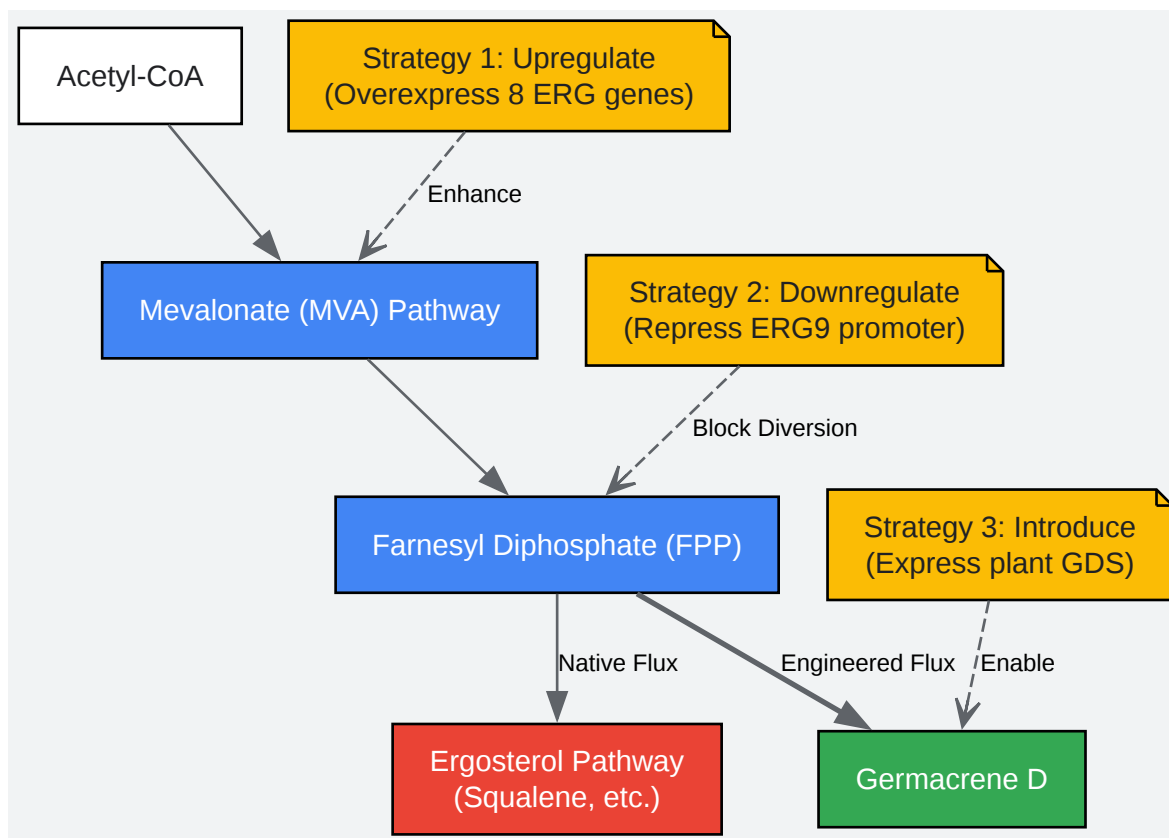 Acetyl-CoA
Strategy 1: Upregulate
(Overexpress 8 ERG genes)
Enhance
Mevalonate (MVA) Pathway
Strategy 2: Downregulate
(Repress ERG9 promoter)
Block Diversion
Farnesyl Diphosphate (FPP)
Strategy 3: Introduce
(Express plant GDS)
Native Flux
Engineered Flux
Enable
Ergosterol Pathway
(Squalene, etc.)
Germacrene D